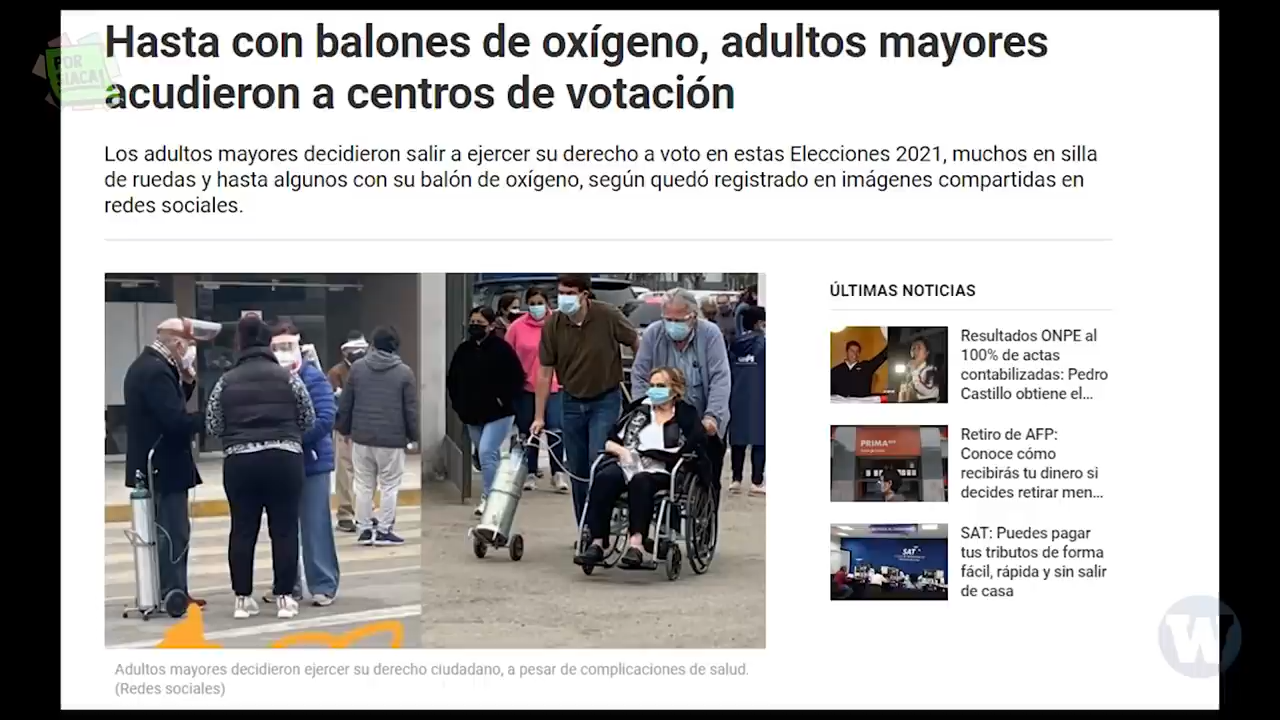 Hasta con balones de oxígeno, adultos mayores
acudieron a centros de votación
POR
SIACA!
Los adultos mayores decidieron salir a ejercer su derecho a voto en estas Elecciones 2021, muchos en silla
de ruedas y hasta algunos con su balón de oxígeno, según quedó registrado en imágenes compartidas en
redes sociales.
ÚLTIMAS NOTICIAS
Resultados ONPE al
100% de actas
contabilizadas: Pedro
Castillo obtiene el...
PRIMA
Retiro de AFP:
Conoce cómo
recibirás tu dinero si
decides retirar men...
SAT
SAT: Puedes pagar
tus tributos de forma
fácil, rápida y sin salir
de casa
W
Adultos mayores decidieron ejercer su derecho ciudadano, a pesar de complicaciones de salud.
(Redes sociales)